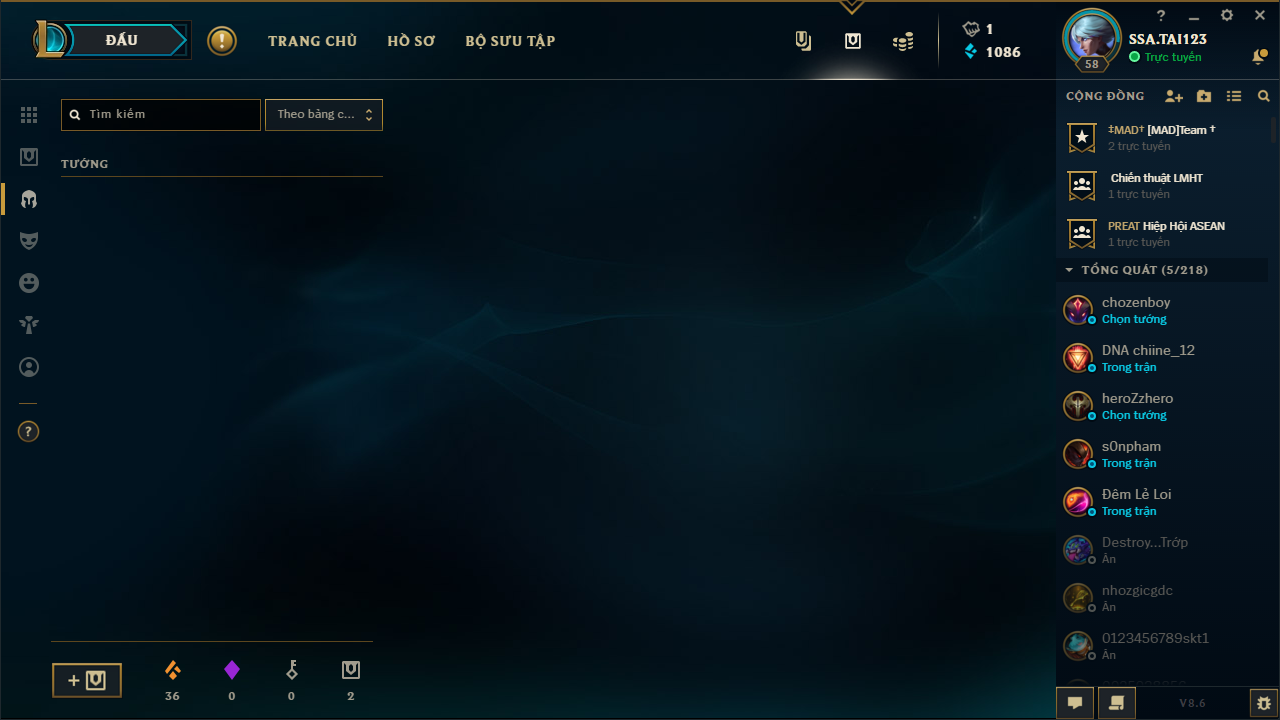 ĐẤU
TRANG CHỦ
HỒ SƠ
BỘ SƯU TẬP
1
1086
58
SSA.TAI123
Trực tuyến
Tìm kiếm
Theo bảng c...
TƯỚNG
CỘNG ĐỒNG
‡MAD† [MAD]Team †
2 trực tuyến
Chiến thuật LMHT
1 trực tuyến
PREAT Hiệp Hội ASEAN
1 trực tuyến
TỔNG QUÁT (5/218)
chozenboy
Chọn tướng
DNA chiine_12
Trong trận
heroZzhero
Chọn tướng
s0npham
Trong trận
Đêm Lẻ Loi
Trong trận
Destroy...Trớp
Ẩn
nhozgicgdc
Ẩn
0123456789skt1
Ẩn
36
0
0
2
V8.6